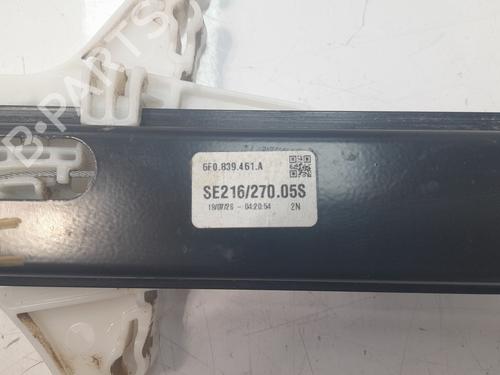 B-PARTS
6F0.839.461.A
SE216/270.05S
19/07/26 - 04:20:54 2N